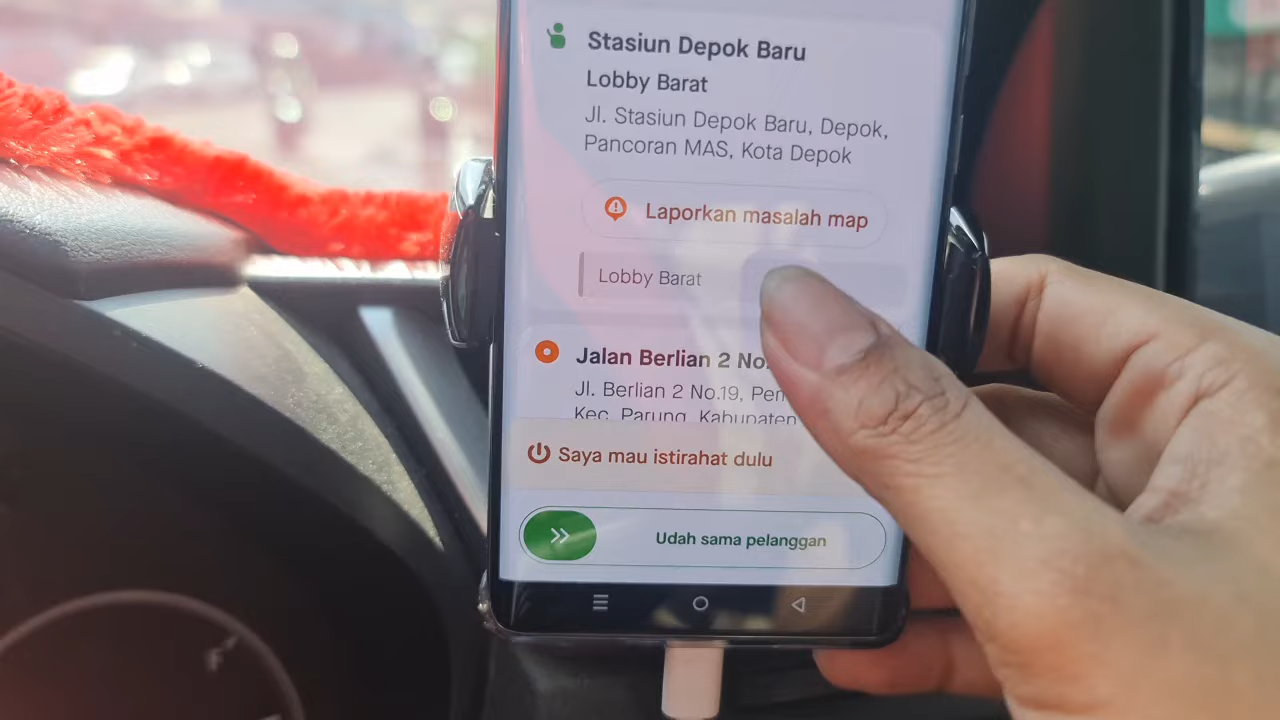 Stasiun Depok Baru
Lobby Barat
Jl. Stasiun Depok Baru, Depok,
Pancoran MAS, Kota Depok
Laporkan masalah map
Lobby Barat
Jalan Berlian 2 No.
Jl. Berlian 2 No.19,
Kec. Parung, Kabupaten
Saya mau istirahat dulu
Udah sama pelanggan